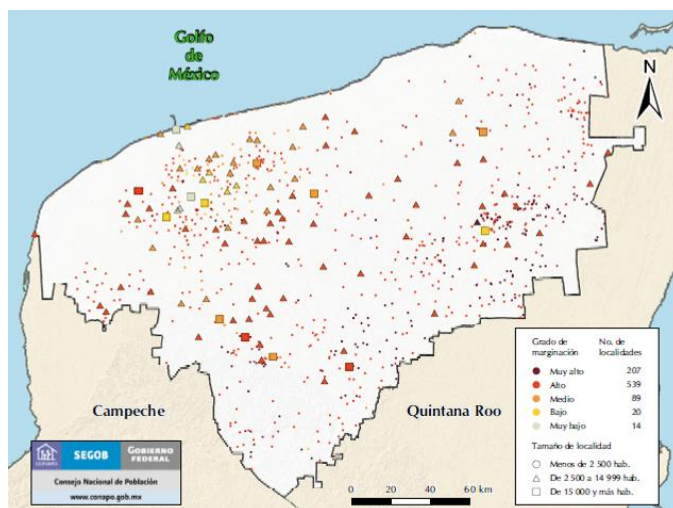 Golfo
de
México
N
Campeche
Quintana Roo
Grado de
marginación
No. de
localidades
Muy alto 207
Alto 539
Medio 89
Bajo 20
Muy bajo 14
Tamaño de localidad
Menos de 2 500 hab.
De 2 500 a 14 999 hab.
De 15 000 y más hab.
CONAPO
SEGOB
GOBIERNO
FEDERAL
Consejo Nacional de Población
www.conapo.gob.mx
0 20 40 60 km